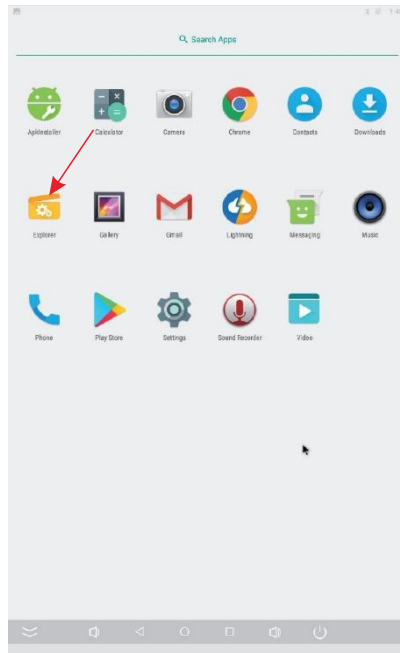 Search Apps
ApkInstaller Calculator Camera Chrome Contacts Downloads
Explorer Gallery Gmail Lightning Messaging Music
Phone Play Store Settings Sound Recorder Video